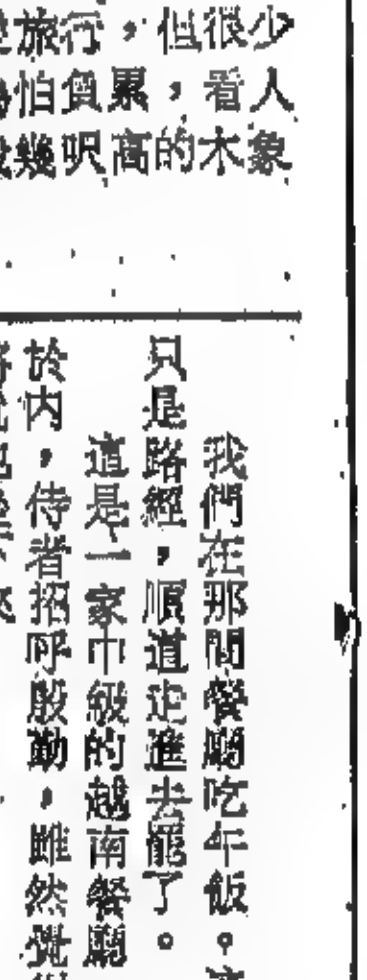 旅行，但很少
怕負累，看人
幾呎高的木象
我們在那間餐廳吃午飯。
只是路經，順道走進去罷了。
這是一家中級的越南餐廳
於內，侍者招呼殷勤，雖然覺